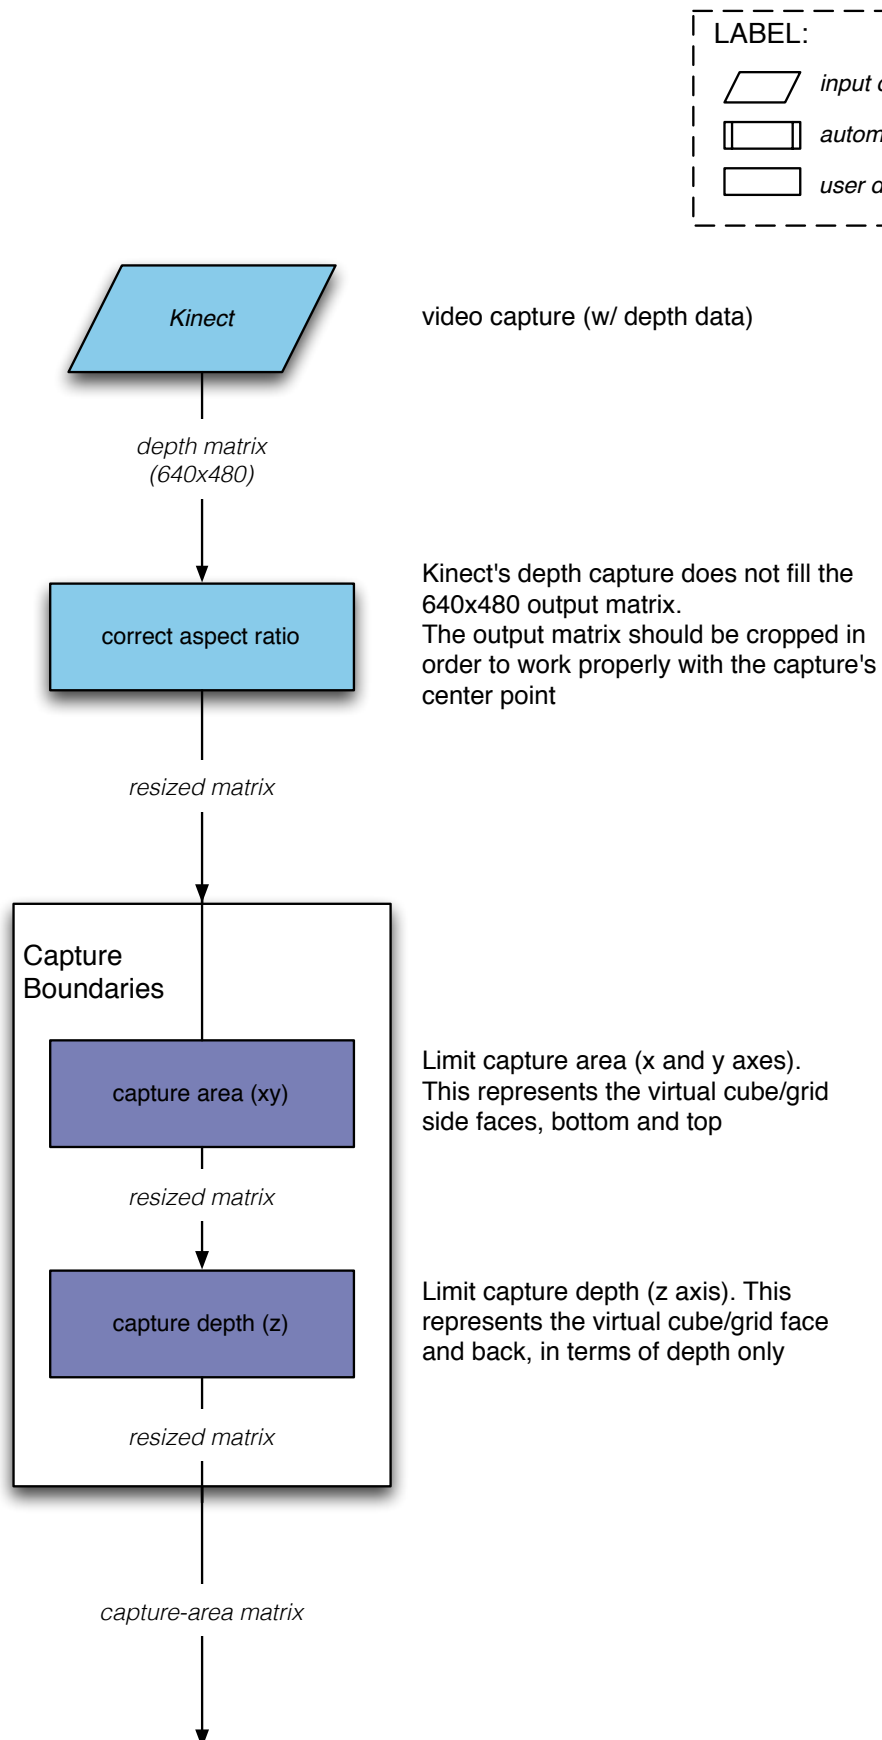 LABEL:
input
autom
user d
Kinect
video capture (w/ depth data)
depth matrix
(640x480)
Kinect's depth capture does not fill the
640x480 output matrix.
The output matrix should be cropped in
order to work properly with the capture's
center point
correct aspect ratio
resized matrix
Capture
Boundaries
capture area (xy)
Limit capture area (x and y axes).
This represents the virtual cube/grid
side faces, bottom and top
resized matrix
capture depth (z)
Limit capture depth (z axis). This
represents the virtual cube/grid face
and back, in terms of depth only
resized matrix
capture-area matrix